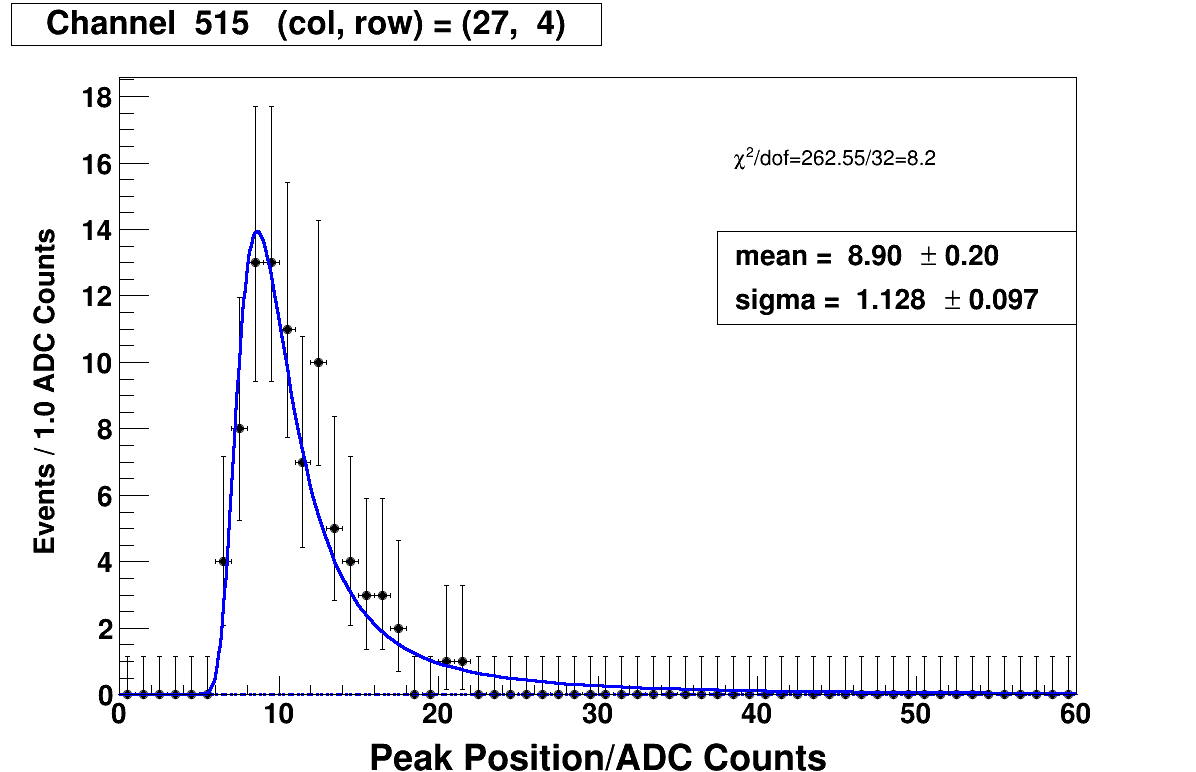 Channel 515 (col, row) = (27, 4)
χ²/dof=262.55/32=8.2
mean = 8.90 ± 0.20
sigma = 1.128 ± 0.097
Events / 1.0 ADC Counts
18
16
14
12
10
8
6
4
2
0
0 10 20 30 40 50 60
Peak Position/ADC Counts